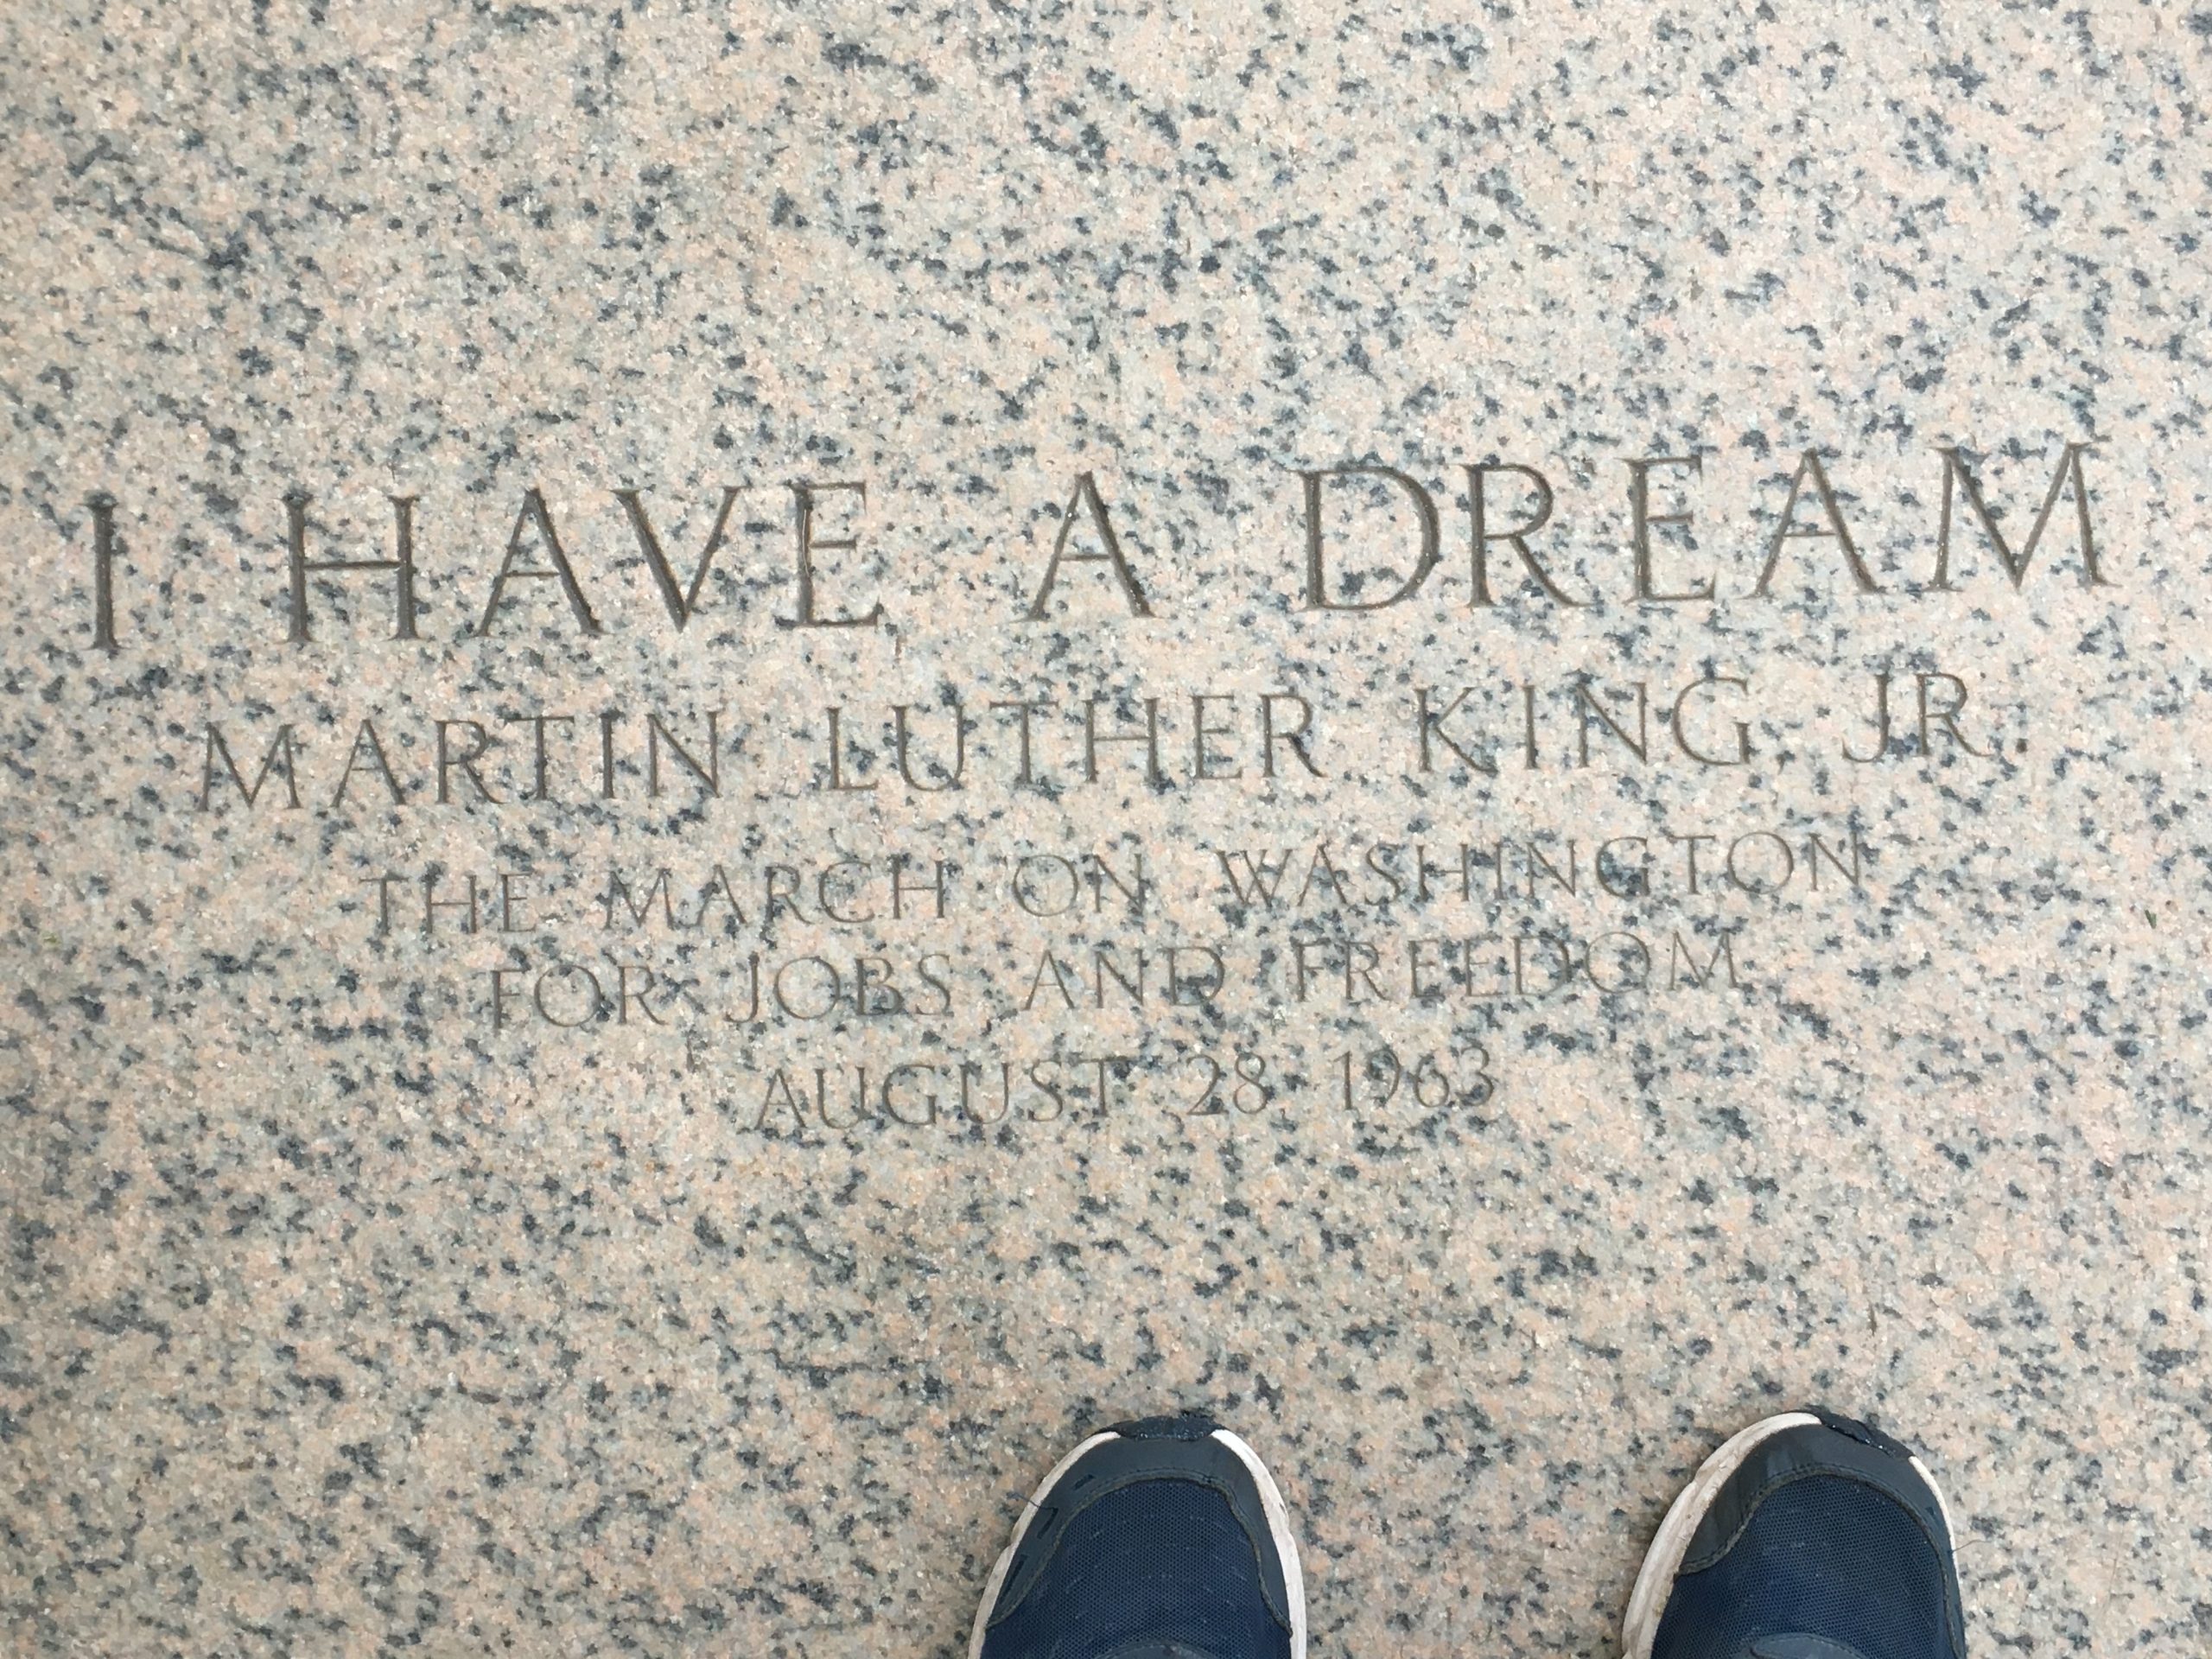 I HAVE A DREAM
MARTIN LUTHER KING, JR.
THE MARCH ON WASHINGTON
FOR JOBS AND FREEDOM
AUGUST 28, 1963